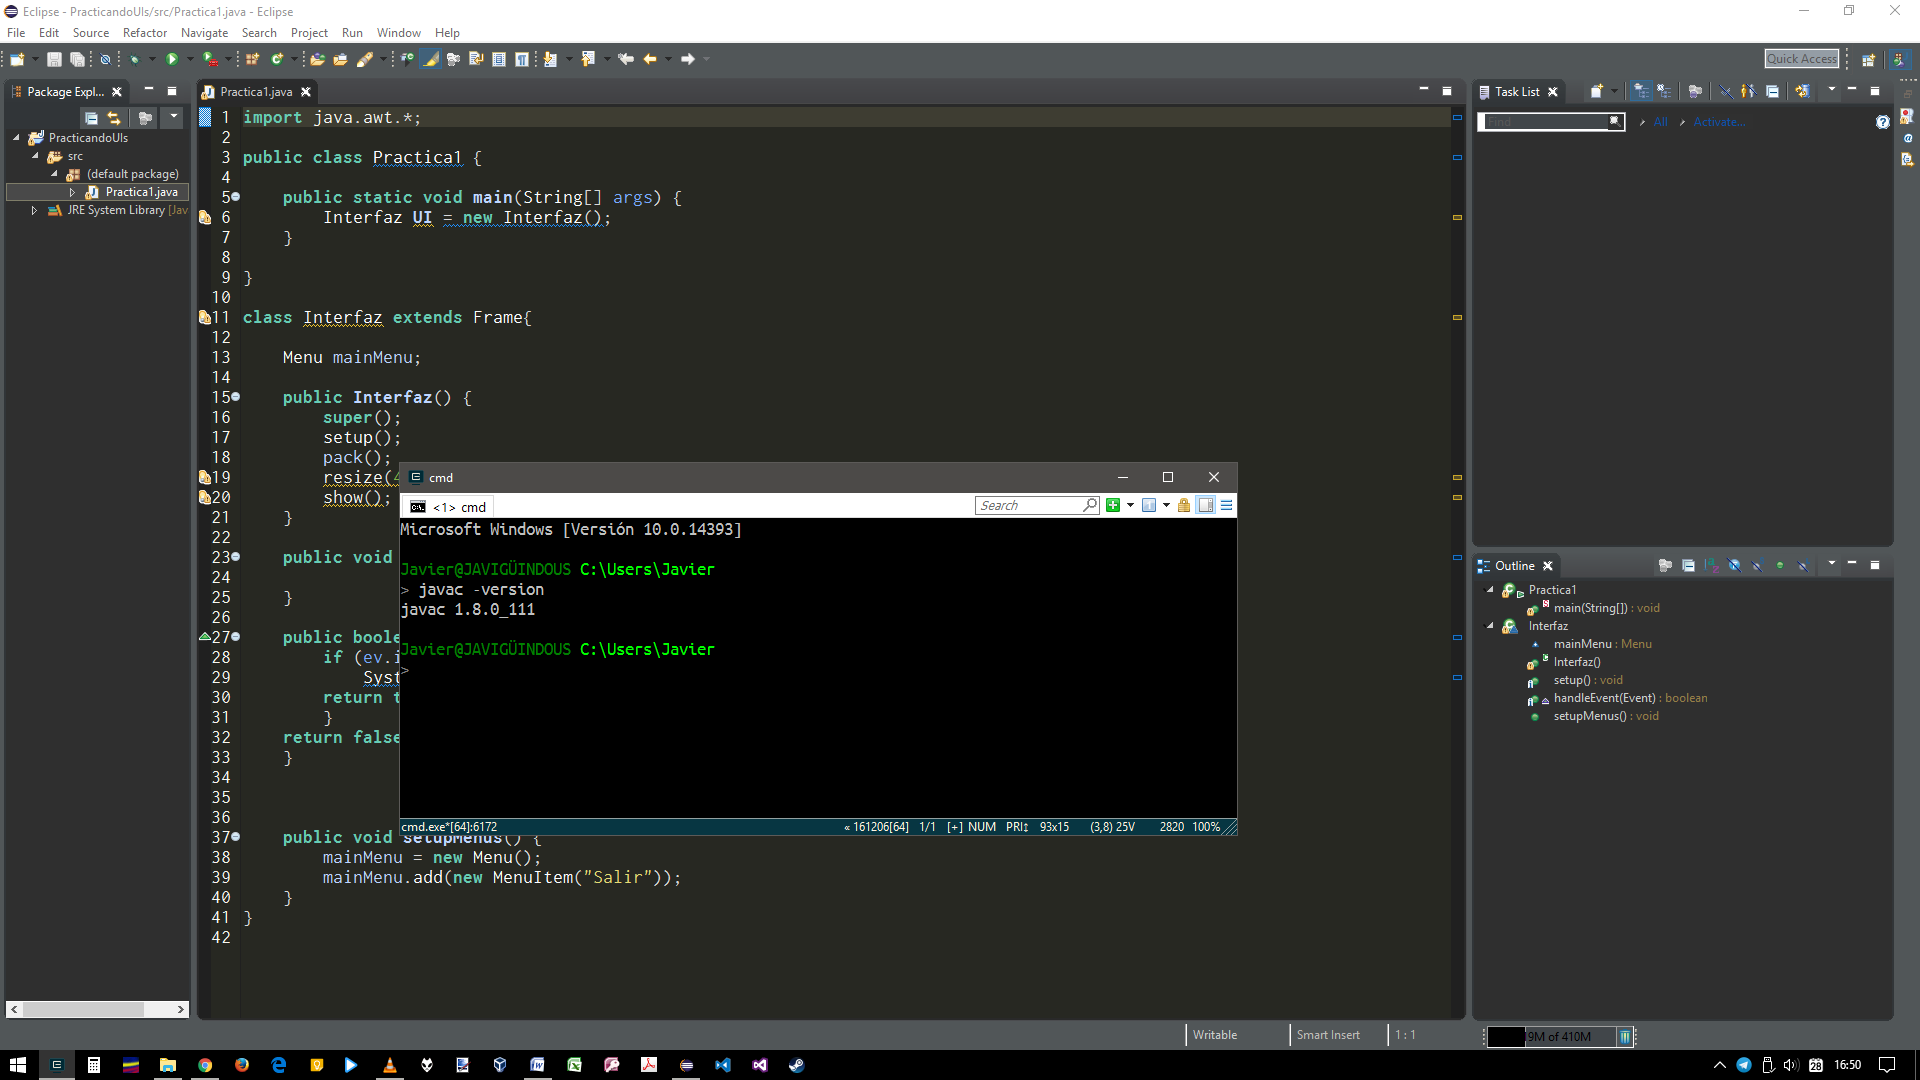 Eclipse - PracticandoUIs/src/Practica1.java - Eclipse
File Edit Source Refactor Navigate Search Project Run Window Help
Quick Access
Package Expl...
Practica1.java
Task List
PracticandoUIs
src
(default package)
Practica1.java
JRE System Library [Jav
Find
All
Activate...
1 import java.awt.*;
2
3 public class Practica1 {
4
5 public static void main(String[] args) {
6 Interfaz UI = new Interfaz();
7 }
8
9 }
10
11 class Interfaz extends Frame{
12
13 Menu mainMenu;
14
15 public Interfaz() {
16 super();
17 setup();
18 pack();
19 resize(4
20 show();
21 }
22
23 public void
24
25 }
26
27 public boole
28 if (ev.i
29 Syst
30 return t
31 }
32 return false
33 }
34
35
36
37 public void setupMenus() {
38 mainMenu = new Menu();
39 mainMenu.add(new MenuItem("Salir"));
40 }
41 }
42
cmd
<1> cmd
Search
Microsoft Windows [Versión 10.0.14393]
Javier@JAVIGÜINDOUS C:\Users\Javier
> javac -version
javac 1.8.0_111
Javier@JAVIGÜINDOUS C:\Users\Javier
>
cmd.exe*[64]:6172
« 161206[64] 1/1 [+] NUM PRI↕ 93x15 (3,8) 25V 2820 100%
Outline
Practica1
main(String[]) : void
Interfaz
mainMenu : Menu
Interfaz()
setup() : void
handleEvent(Event) : boolean
setupMenus() : void
Writable
Smart Insert
1 : 1
9M of 410M
28
16:50